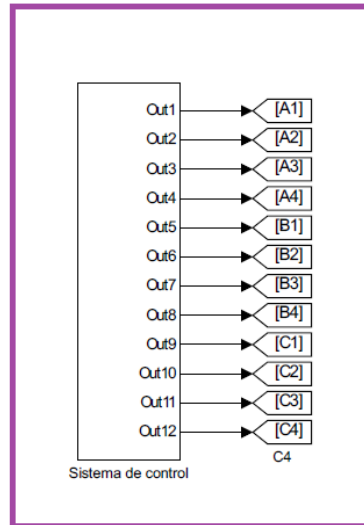 Out1 [A1]
Out2 [A2]
Out3 [A3]
Out4 [A4]
Out5 [B1]
Out6 [B2]
Out7 [B3]
Out8 [B4]
Out9 [C1]
Out10 [C2]
Out11 [C3]
Out12 [C4]
C4
Sistema de control